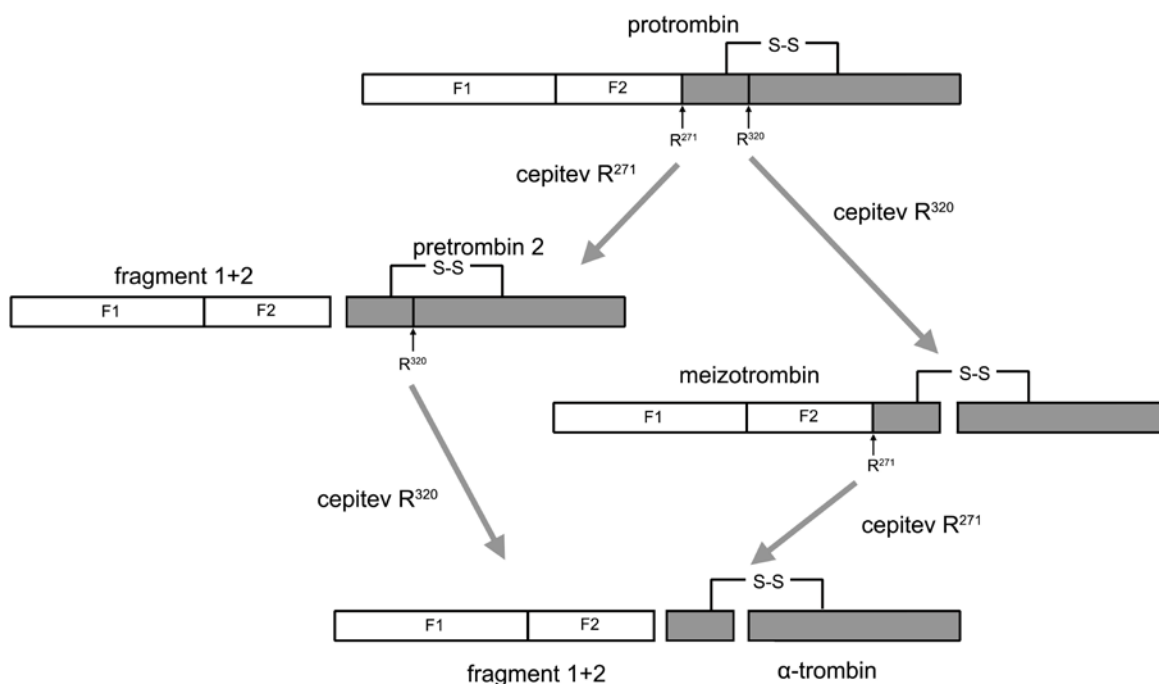 protrombin
S-S
F1 F2
R²⁷¹ R³²⁰
cepitev R²⁷¹
cepitev R³²⁰
pretrombin 2
S-S
fragment 1+2
F1 F2
R³²⁰
meizotrombin
S-S
F1 F2
R²⁷¹
cepitev R³²⁰
cepitev R²⁷¹
S-S
F1 F2
fragment 1+2 α-trombin